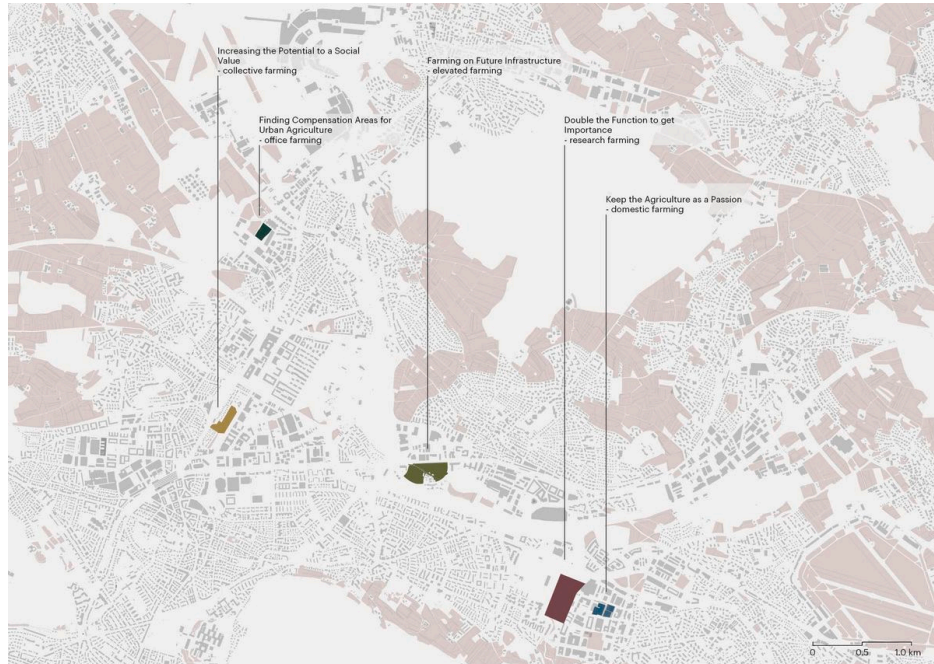 Increasing the Potential to a Social
Value
- collective farming
Farming on Future Infrastructure
- elevated farming
Finding Compensation Areas for
Urban Agriculture
- office farming
Double the Function to get
Importance
- research farming
Keep the Agriculture as a Passion
- domestic farming
0 0.5 1.0 km